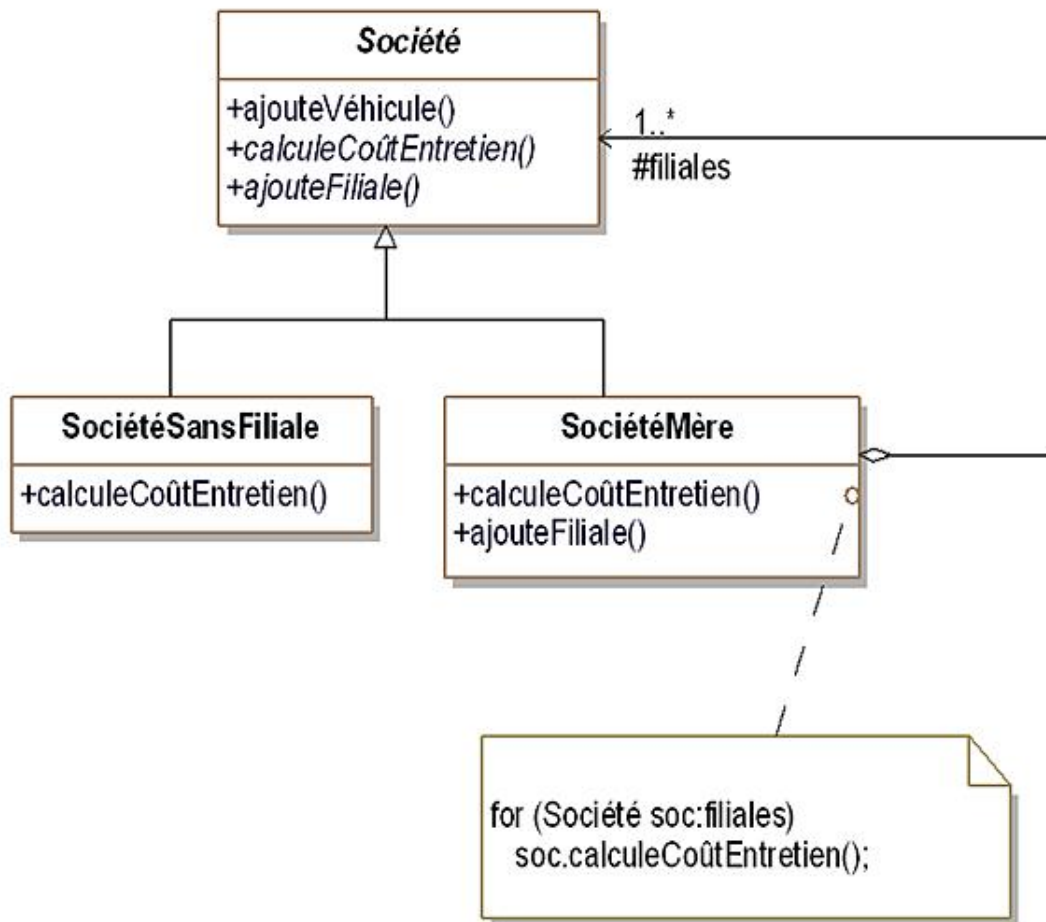 Société
+ajouteVéhicule()
+calculeCoûtEntretien()
+ajouteFiliale()
1..*
#filiales
SociétéSansFiliale
+calculeCoûtEntretien()
SociétéMère
+calculeCoûtEntretien()
+ajouteFiliale()
for (Société soc:filiales)
soc.calculeCoûtEntretien();